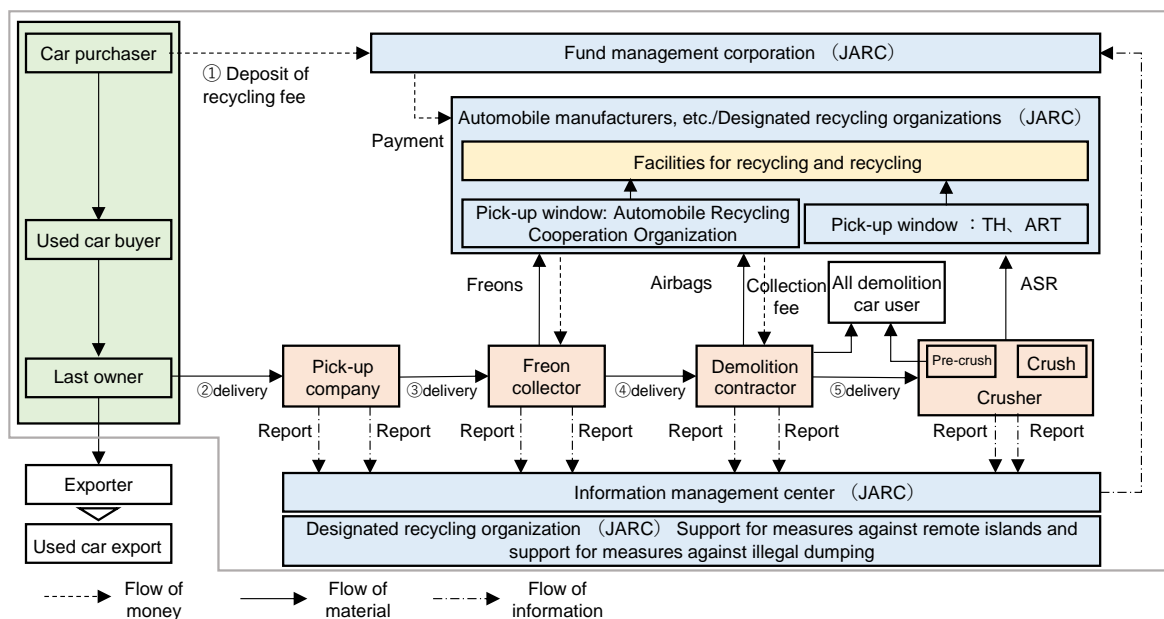 Car purchaser
① Deposit of
recycling fee
Fund management corporation （JARC）
Payment
Automobile manufacturers, etc./Designated recycling organizations （JARC）
Facilities for recycling and recycling
Pick-up window: Automobile Recycling
Cooperation Organization
Pick-up window ：TH、ART
Used car buyer
Freons
Airbags
Collection
fee
All demolition
car user
ASR
Last owner
②delivery
Pick-up
company
③delivery
Freon
collector
④delivery
Demolition
contractor
⑤delivery
Pre-crush
Crush
Crusher
Report
Report
Report
Report
Report
Report
Report
Report
Exporter
Information management center （JARC）
Used car export
Designated recycling organization （JARC） Support for measures against remote islands and
support for measures against illegal dumping
Flow of
money
Flow of
material
Flow of
information